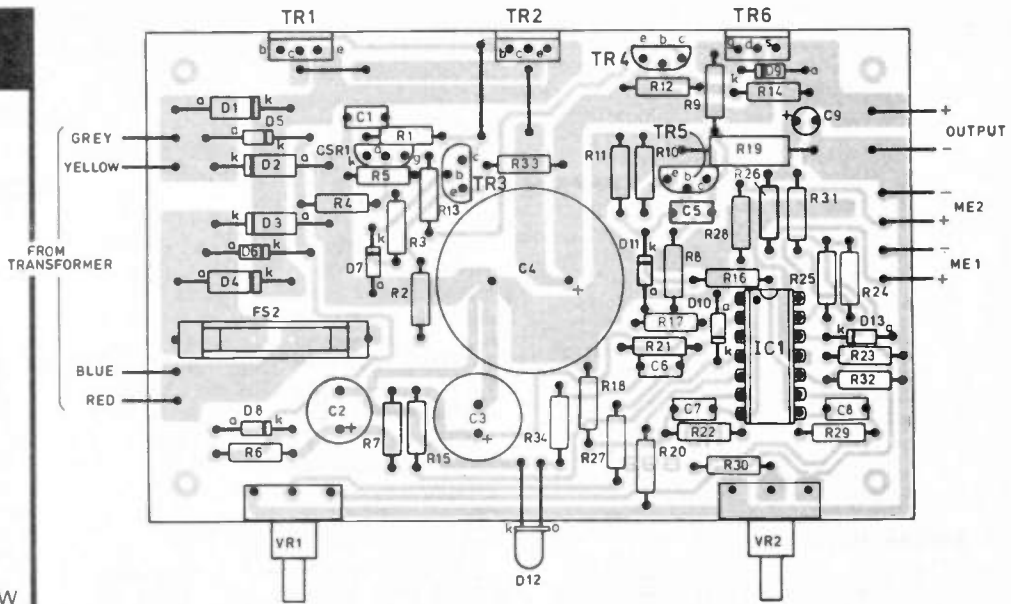 TR1 TR2 TR6
b c e b c e g d s
e b c
TR4
k D9 a
R12 R9 R14
a D1 k
C1 + C9 +
a D5 k
GREY R1 OUTPUT
TR5
CSR1 k a g c R11 R10 e b c R19 -
YELLOW k D2 a R5 b TR3 R33 R26
e -
R4 R13 C5 R31 ME2
R28 +
k D3 a R3 k D11 -
FROM
TRANSFORMER
a D6 k D7 R8 ME1
C4 R16 R25 R24 +
a D4 k a R2 + a D10 a
FS2 R17 IC1 k D13 a
k R23
R21
BLUE C6 R32
R18
RED C2 C3 C7 C8
a D8 k + + R34 R22 R29
R6 R7 R15 R27 R20
R30
VR1 k a VR2
D12
W